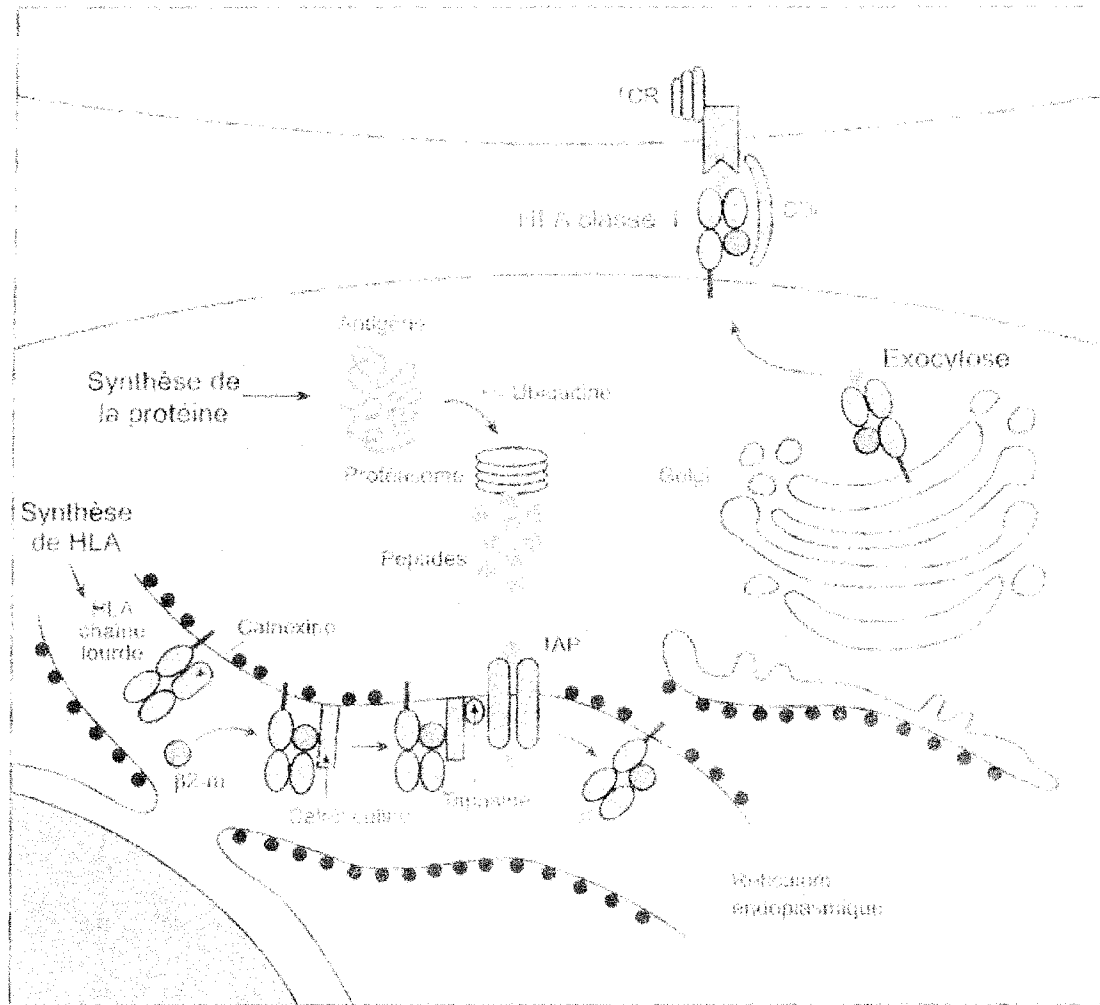 TCR
HLA classe I
Antigène
Exocytose
Synthèse de
la protéine
Ubiquitine
Protéasome
Golgi
Synthèse
de HLA
Peptides
HLA
chaîne
lourde
Calnexine
TAP
β2-m
Tapasine
Calréticuline
Réticulum
endoplasmique